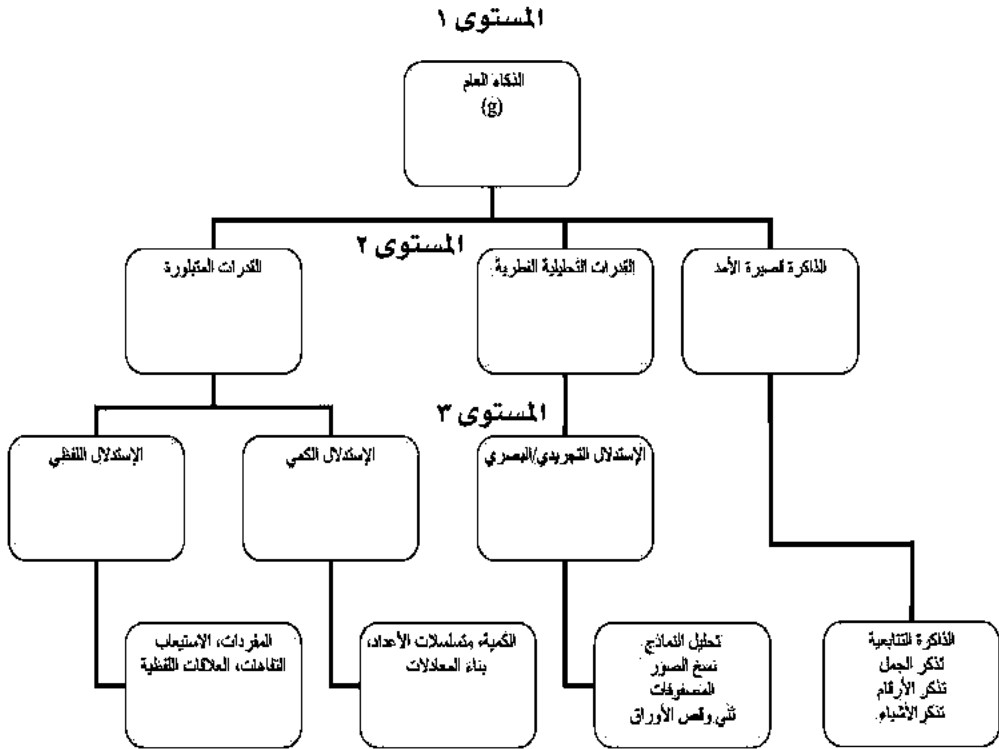 المستوى ١
الذكاء العام
(g)
المستوى ٢
الذاكرة قصيرة الأمد
القدرات التحليلية الفطرية
القدرات المتبلورة
المستوى ٣
الإستدلال التجريدي/البصري
الإستدلال الكمي
الإستدلال اللفظي
الذاكرة التتابعية
تذكر الجمل
تذكر الأرقام
تذكر الأشياء
تحليل النماذج
نسخ الصور
المصفوفات
ثني وقص الأوراق
الكمية، متسلسلات الأعداد،
بناء المعادلات
المفردات، الاستيعاب
التفاهات، العلاقات اللفظية